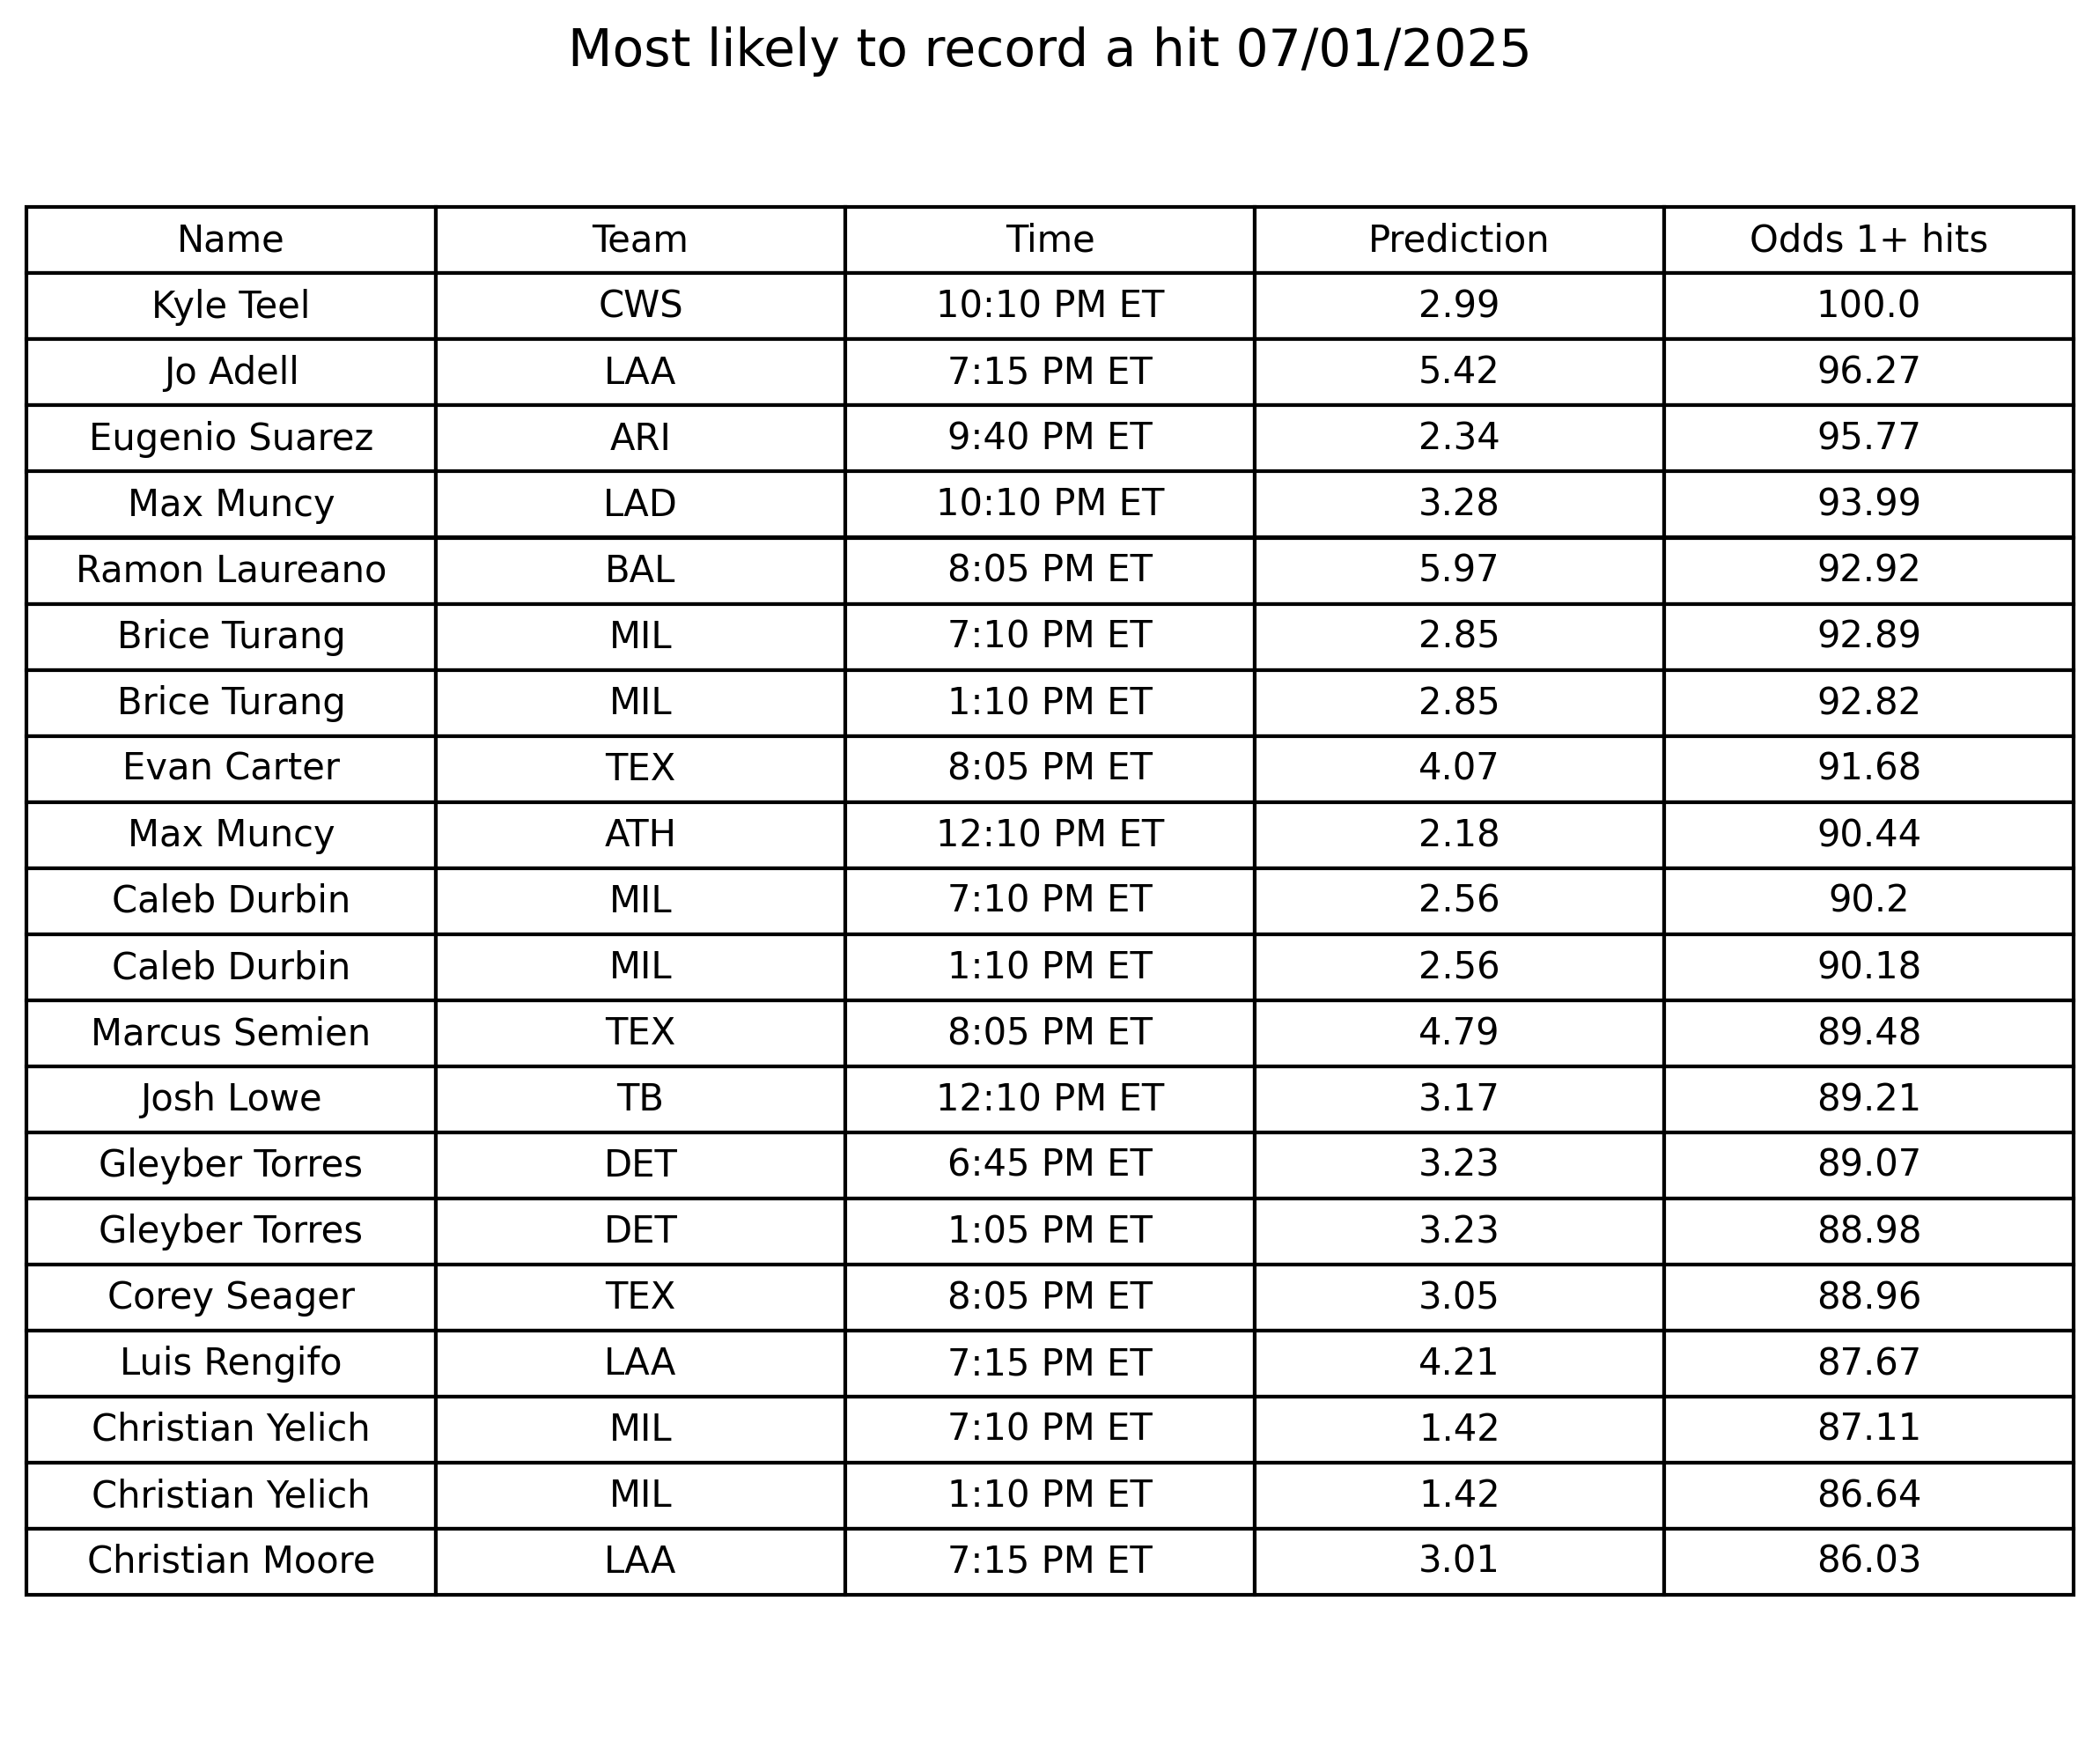 Most likely to record a hit 07/01/2025
Name Team Time Prediction Odds 1+ hits
Kyle Teel CWS 10:10 PM ET 2.99 100.0
Jo Adell LAA 7:15 PM ET 5.42 96.27
Eugenio Suarez ARI 9:40 PM ET 2.34 95.77
Max Muncy LAD 10:10 PM ET 3.28 93.99
Ramon Laureano BAL 8:05 PM ET 5.97 92.92
Brice Turang MIL 7:10 PM ET 2.85 92.89
Brice Turang MIL 1:10 PM ET 2.85 92.82
Evan Carter TEX 8:05 PM ET 4.07 91.68
Max Muncy ATH 12:10 PM ET 2.18 90.44
Caleb Durbin MIL 7:10 PM ET 2.56 90.2
Caleb Durbin MIL 1:10 PM ET 2.56 90.18
Marcus Semien TEX 8:05 PM ET 4.79 89.48
Josh Lowe TB 12:10 PM ET 3.17 89.21
Gleyber Torres DET 6:45 PM ET 3.23 89.07
Gleyber Torres DET 1:05 PM ET 3.23 88.98
Corey Seager TEX 8:05 PM ET 3.05 88.96
Luis Rengifo LAA 7:15 PM ET 4.21 87.67
Christian Yelich MIL 7:10 PM ET 1.42 87.11
Christian Yelich MIL 1:10 PM ET 1.42 86.64
Christian Moore LAA 7:15 PM ET 3.01 86.03